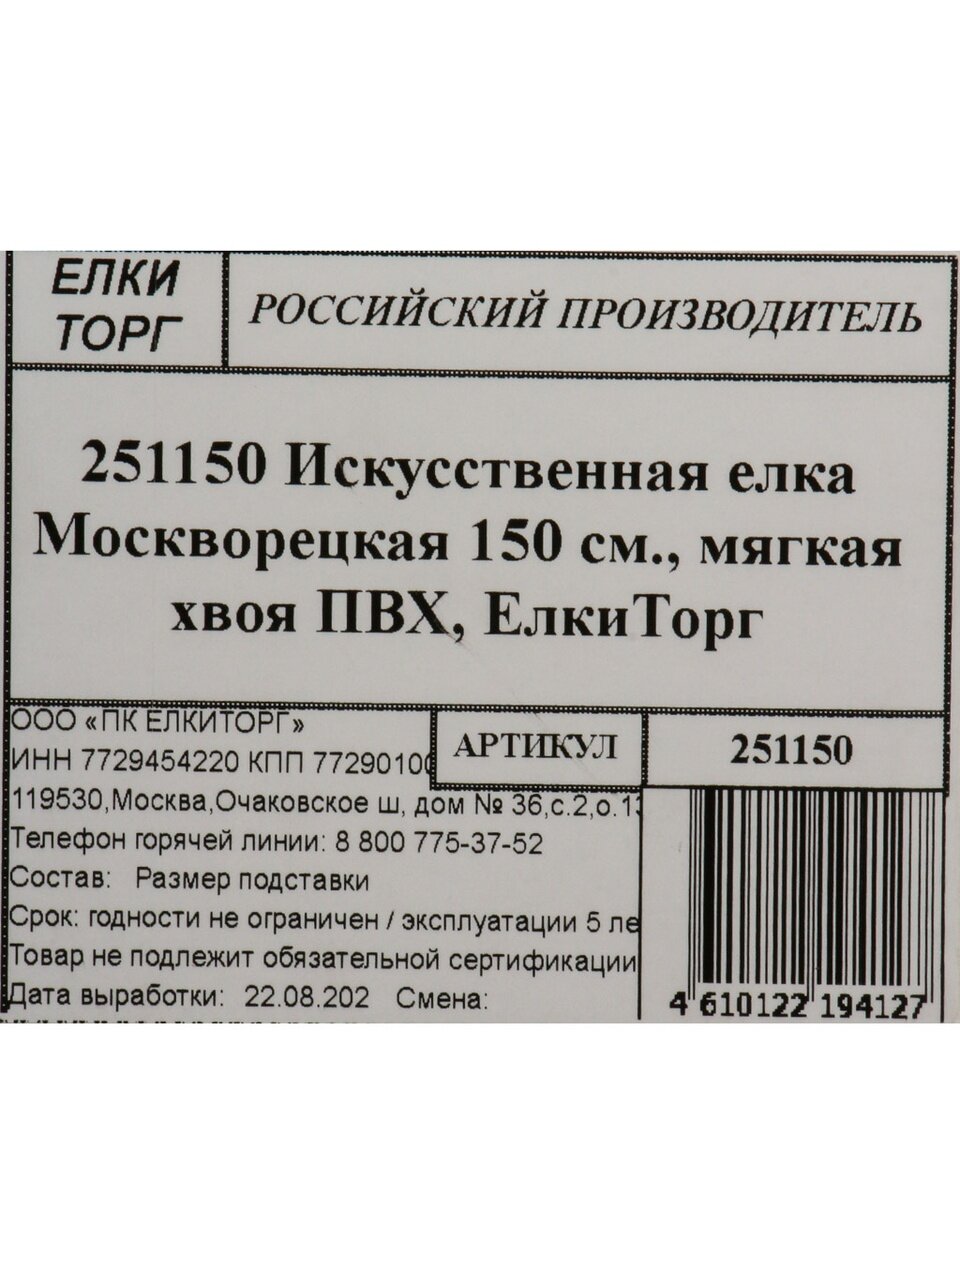 ЕЛКИ
ТОРГ
РОССИЙСКИЙ ПРОИЗВОДИТЕЛЬ
251150 Искусственная елка
Москворецкая 150 см., мягкая
хвоя ПВХ, ЕлкиТорг
ООО «ПК ЕЛКИТОРГ»
ИНН 7729454220 КПП 7729010
АРТИКУЛ
251150
119530,Москва,Очаковское ш, дом № 36,с.2,о.1
Телефон горячей линии: 8 800 775-37-52
Состав: Размер подставки
Срок: годности не ограничен / эксплуатации 5 ле
Товар не подлежит обязательной сертификации
Дата выработки: 22.08.202 Смена:
4 610122 194127